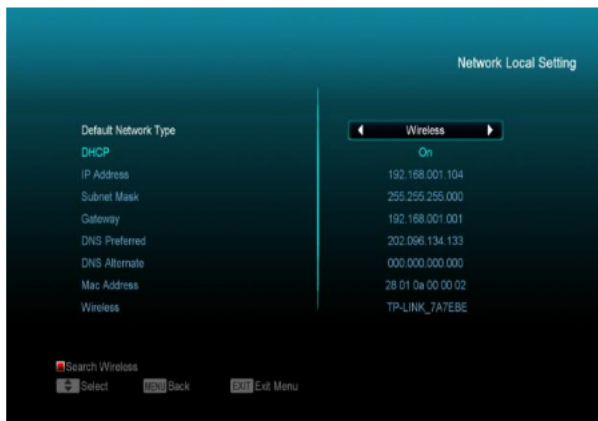 Network Local Setting
Default Network Type Wireless
DHCP On
IP Address 192.168.001.104
Subnet Mask 255.255.255.000
Gateway 192.168.001.001
DNS Preferred 202.096.134.133
DNS Alternate 000.000.000.000
Mac Address 28 01 0a 00 00 02
Wireless TP-LINK_7A7EBE
Search Wireless
Select MENU Back EXIT Exit Menu